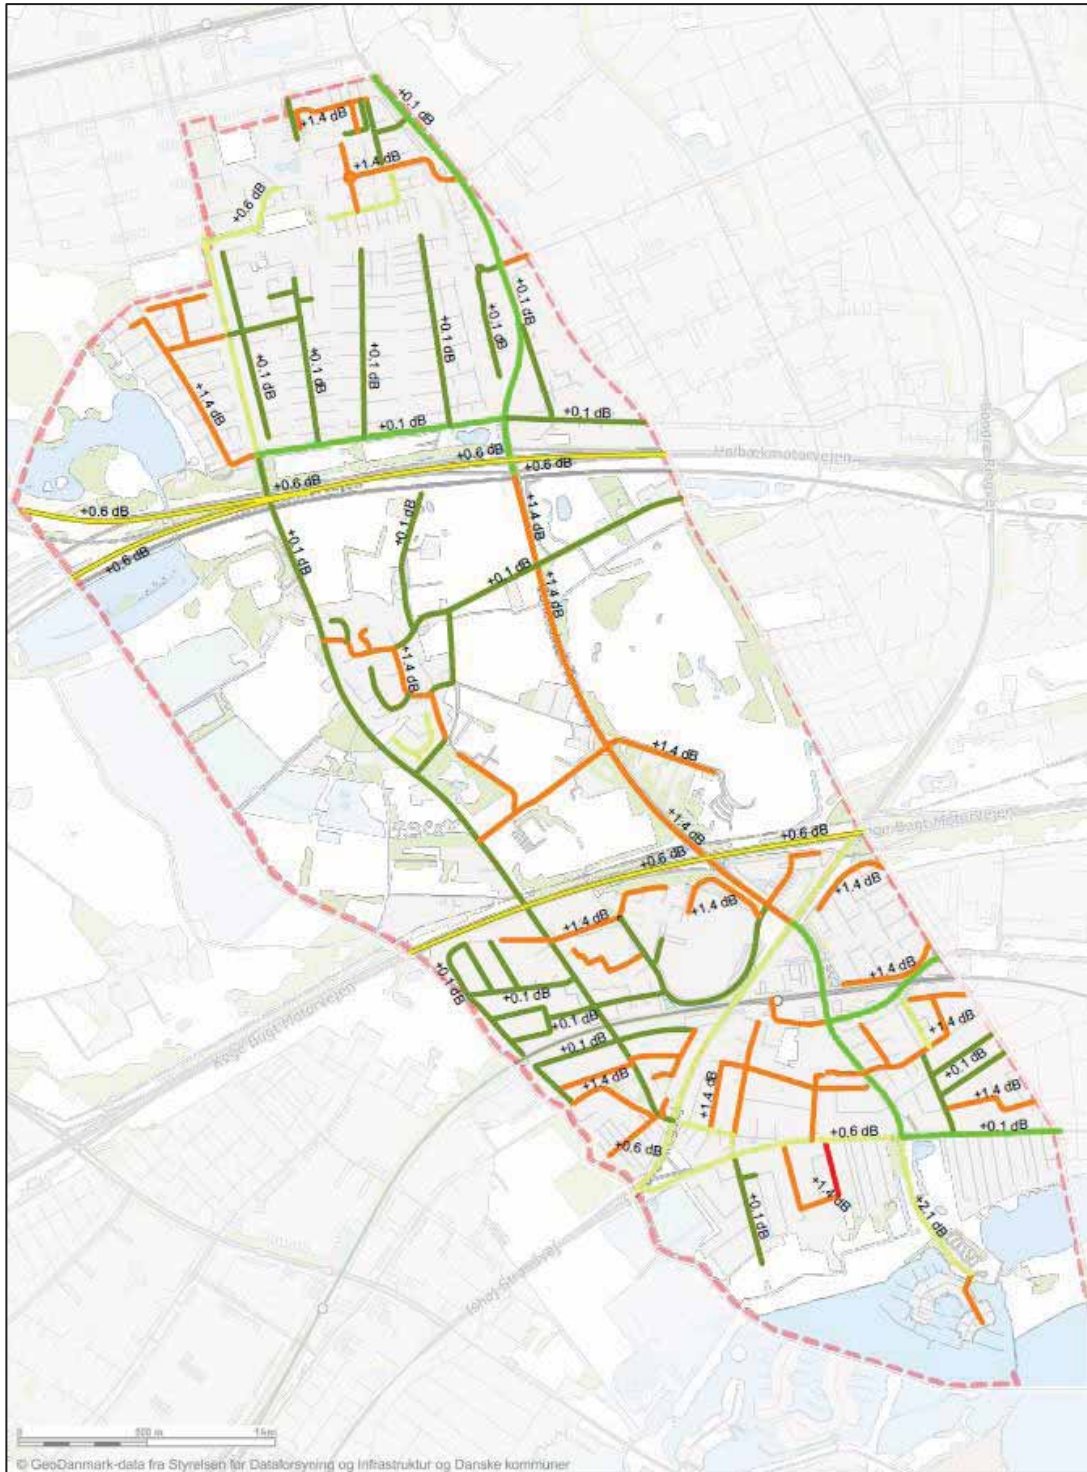 +0.1 dB
+1.4 dB
+1.4 dB
+0.6 dB
+0.1 dB
+0.1 dB
+0.1 dB
+0.1 dB
+0.1 dB
+0.1 dB
+1.4 dB
+0.1 dB
+0.1 dB
Holbækmotorvejen
+0.6 dB
+0.6 dB
+0.6 dB
+0.6 dB
+0.6 dB
+1.4 dB
+0.1 dB
+0.1 dB
+0.1 dB
+1.4 dB
+1.4 dB
+1.4 dB
+1.4 dB
+0.6 dB
+0.6 dB
+1.4 dB
+1.4 dB
+1.4 dB
+0.1 dB
+0.1 dB
+1.4 dB
+0.1 dB
+1.4 dB
Køge Bugt Motorvejen
+0.1 dB
+0.1 dB
+1.4 dB
+1.4 dB
+1.4 dB
+0.6 dB
+0.6 dB
+0.1 dB
+1.4 dB
+0.1 dB
+2.1 dB
0 500 m 1 km
© GeoDanmark-data fra Styrelsen for Dataforsyning og Infrastruktur og Danske kommuner